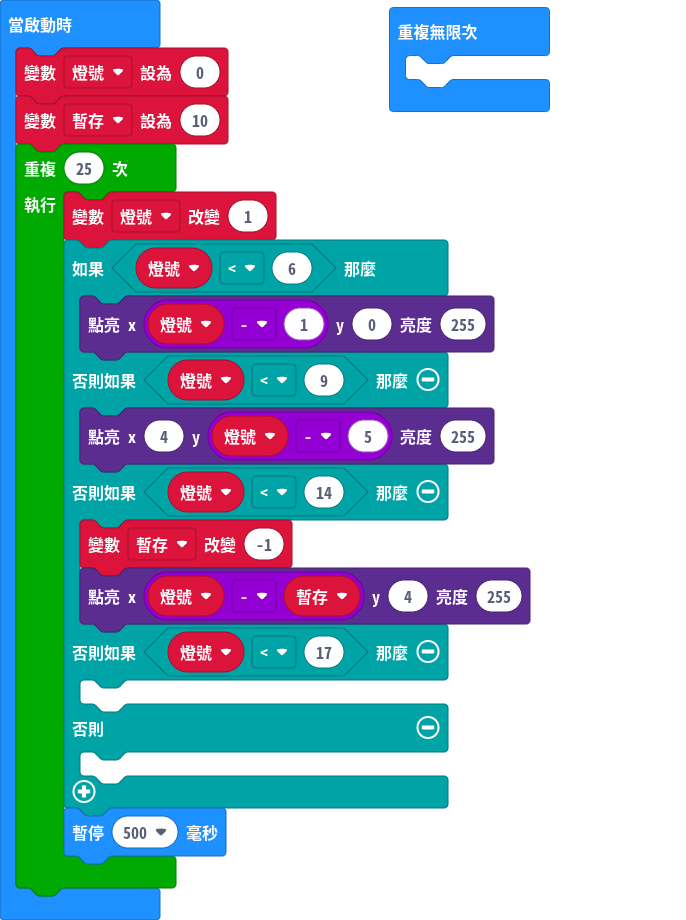 當啟動時
變數 燈號 設為 0
變數 暫存 設為 10
重複 25 次
執行
變數 燈號 改變 1
如果 燈號 < 6 那麼
點亮 x 燈號 - 1 y 0 亮度 255
否則如果 燈號 < 9 那麼
點亮 x 4 y 燈號 - 5 亮度 255
否則如果 燈號 < 14 那麼
變數 暫存 改變 -1
點亮 x 燈號 - 暫存 y 4 亮度 255
否則如果 燈號 < 17 那麼
否則
暫停 500 毫秒
重複無限次